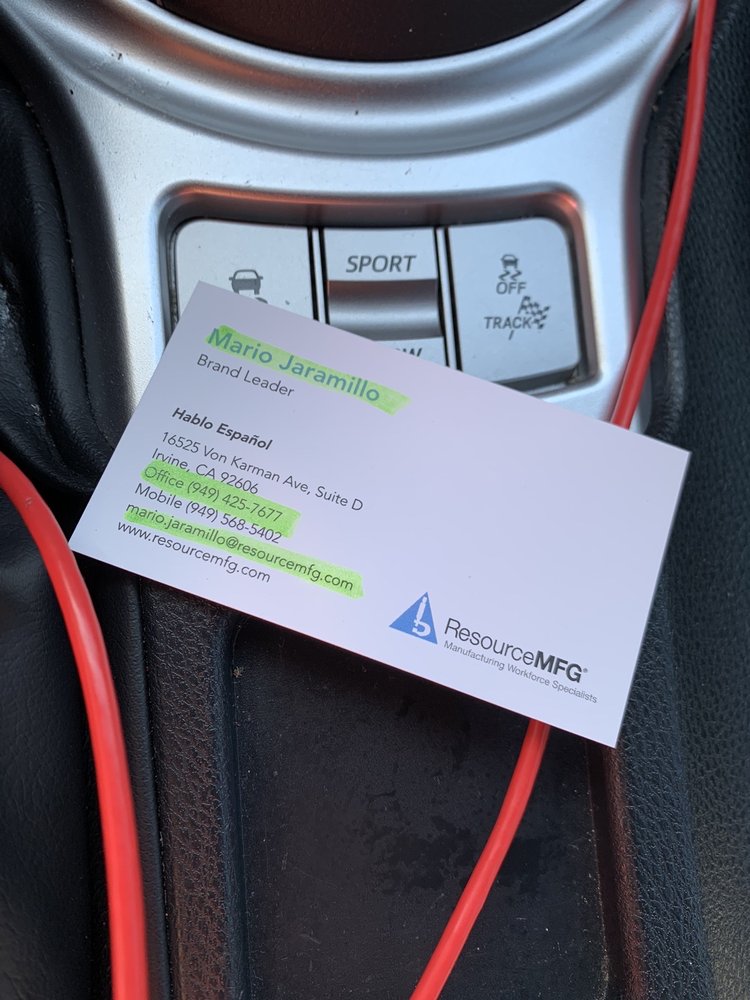 SPORT
OFF
TRACK
Mario Jaramillo
Brand Leader
Hablo Español
16525 Von Karman Ave, Suite D
Irvine, CA 92606
Office (949) 425-7677
Mobile (949) 568-5402
mario.jaramillo@resourcemfg.com
www.resourcemfg.com
ResourceMFG®
Manufacturing Workforce Specialists